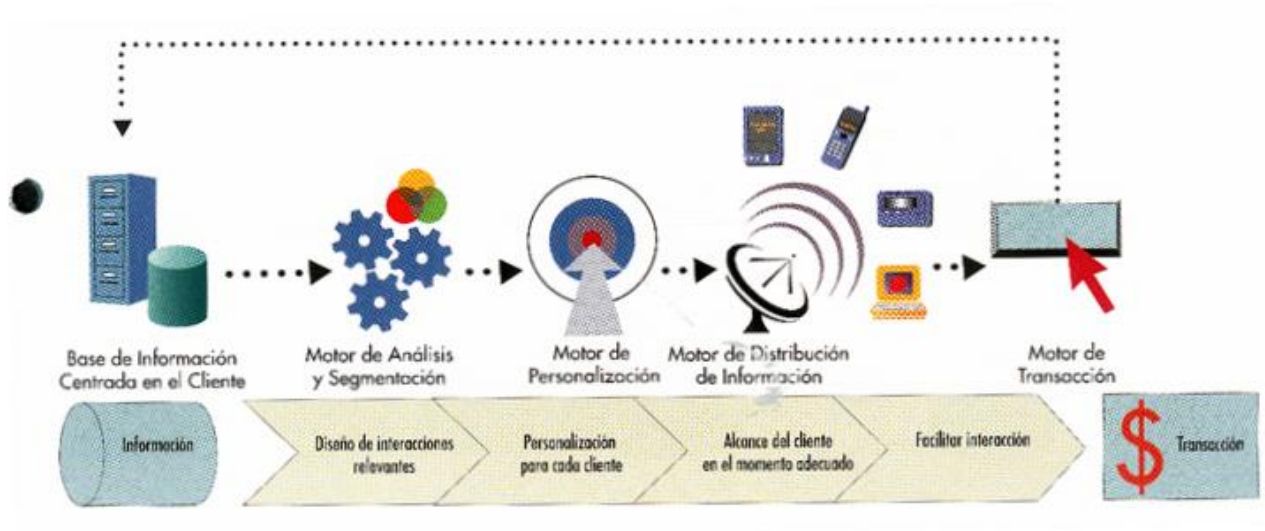 Base de Información
Centrada en el Cliente
Motor de Análisis
y Segmentación
Motor de
Personalización
Motor de Distribución
de Información
Motor de
Transacción
Información
Diseño de interacciones
relevantes
Personalización
para cada cliente
Alcance del cliente
en el momento adecuado
Facilitar interacción
$
Transacción